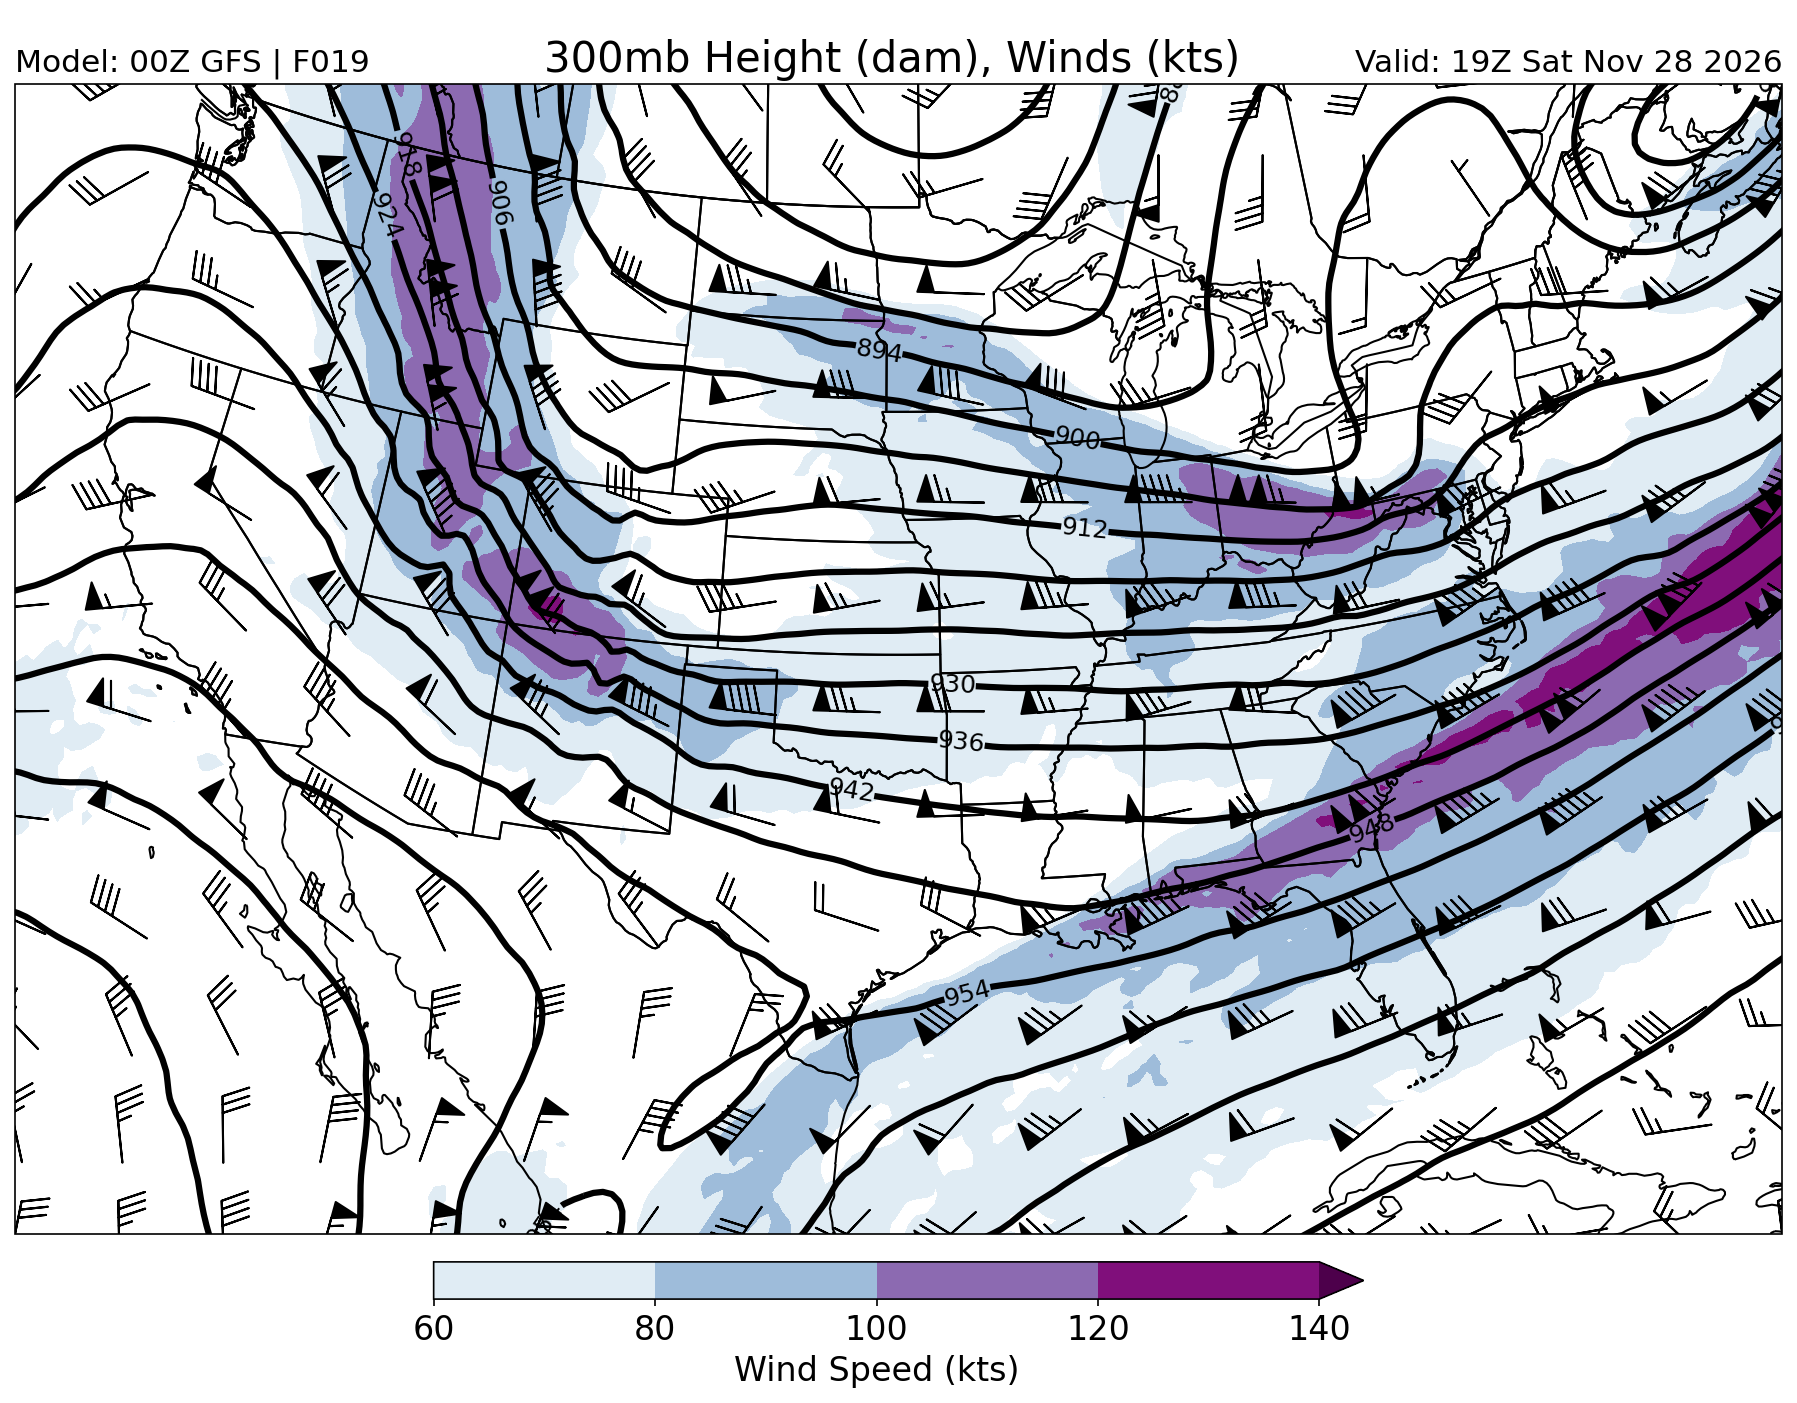 Model: 00Z GFS | F019
300mb Height (dam), Winds (kts)
Valid: 19Z Sat Nov 28 2026
918
924
906
894
900
912
930
936
942
948
954
60 80 100 120 140
Wind Speed (kts)